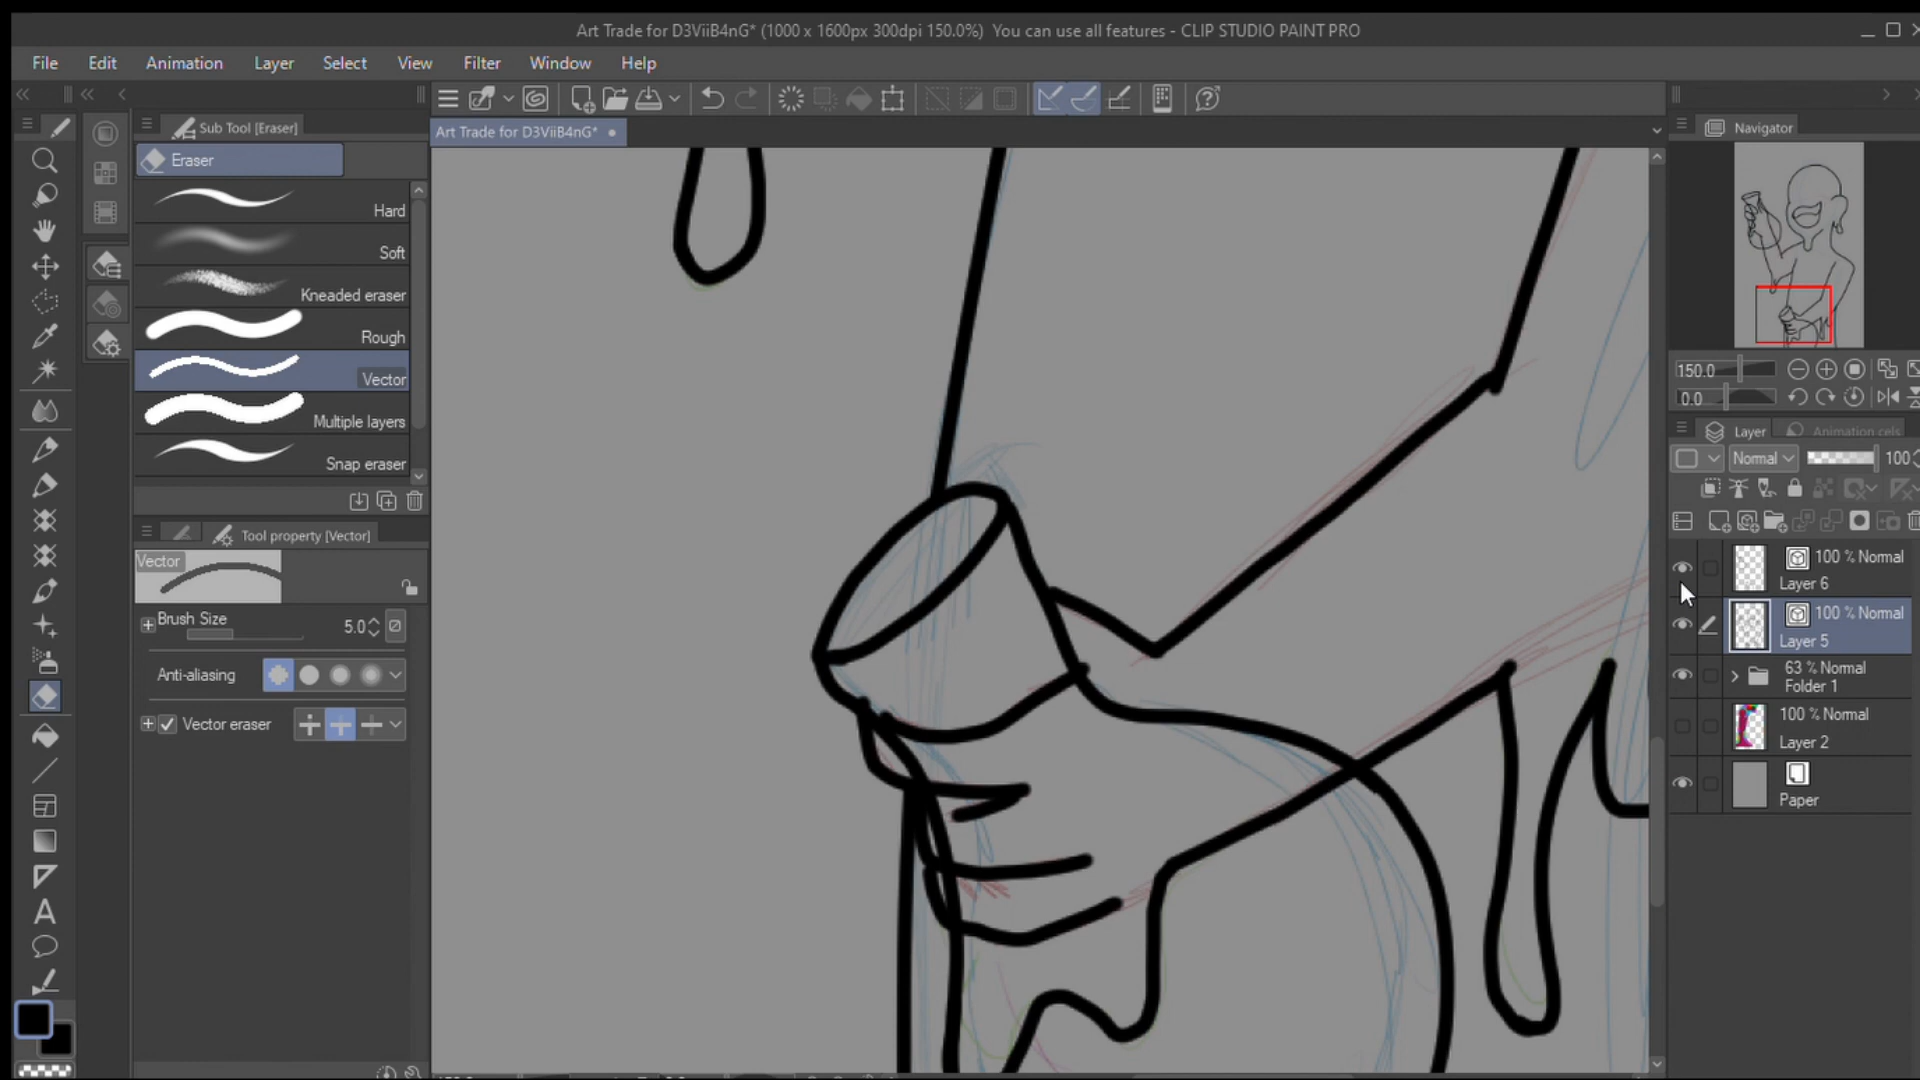 Art Trade for D3ViiB4nG* (1000 x 1600px 300dpi 150.0%) You can use all features - CLIP STUDIO PAINT PRO
File Edit Animation Layer Select View Filter Window Help
Sub Tool [Eraser]
Eraser
Hard
Soft
Kneaded eraser
Rough
Vector
Multiple layers
Snap eraser
Tool property [Vector]
Vector
Brush Size 5.0
Anti-aliasing
Vector eraser
Art Trade for D3ViiB4nG*
Navigator
150.0
0.0
Layer Animation cels
Normal 100
100 % Normal
Layer 6
100 % Normal
Layer 5
63 % Normal
Folder 1
100 % Normal
Layer 2
Paper